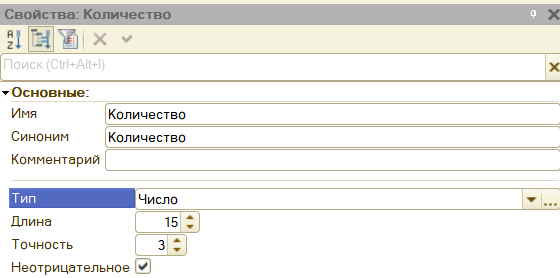 Свойства: Количество
Поиск (Ctrl+Alt+I)
Основные:
Имя Количество
Синоним Количество
Комментарий
Тип Число ...
Длина 15
Точность 3
Неотрицательное